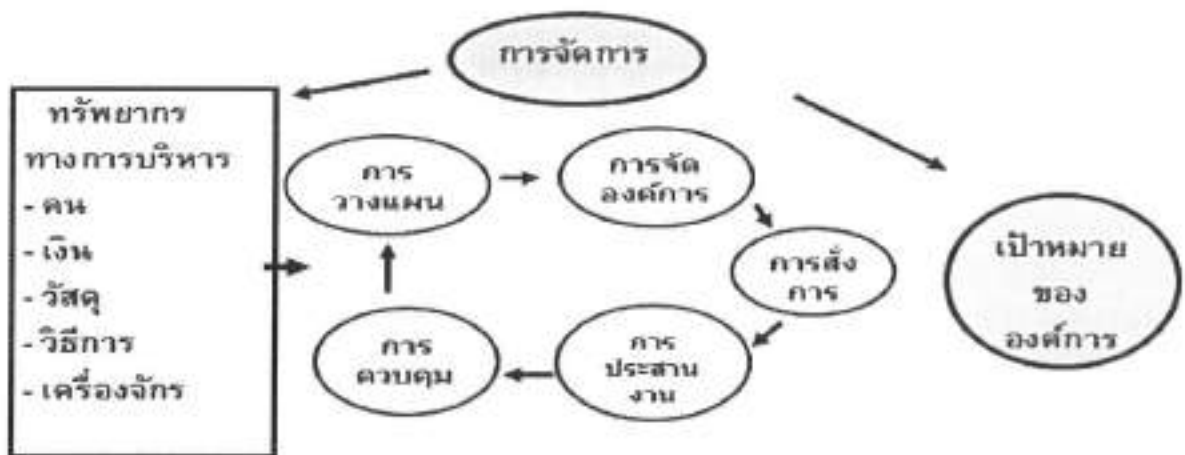 การจัดการ
ทรัพยากร
ทางการบริหาร
- คน
- เงิน
- วัสดุ
- วิธีการ
- เครื่องจักร
การ
วางแผน
การจัด
องค์การ
การสั่ง
การ
การ
ประสาน
งาน
การ
ควบคุม
เป้าหมาย
ของ
องค์การ